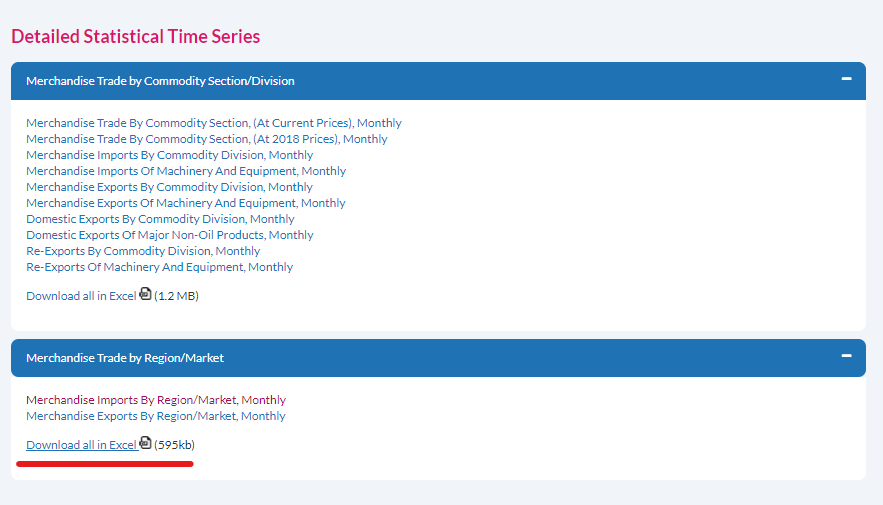 Detailed Statistical Time Series
Merchandise Trade by Commodity Section/Division
Merchandise Trade By Commodity Section, (At Current Prices), Monthly
Merchandise Trade By Commodity Section, (At 2018 Prices), Monthly
Merchandise Imports By Commodity Division, Monthly
Merchandise Imports Of Machinery And Equipment, Monthly
Merchandise Exports By Commodity Division, Monthly
Merchandise Exports Of Machinery And Equipment, Monthly
Domestic Exports By Commodity Division, Monthly
Domestic Exports Of Major Non-Oil Products, Monthly
Re-Exports By Commodity Division, Monthly
Re-Exports Of Machinery And Equipment, Monthly
Download all in Excel (1.2 MB)
Merchandise Trade by Region/Market
Merchandise Imports By Region/Market, Monthly
Merchandise Exports By Region/Market, Monthly
Download all in Excel (595kb)